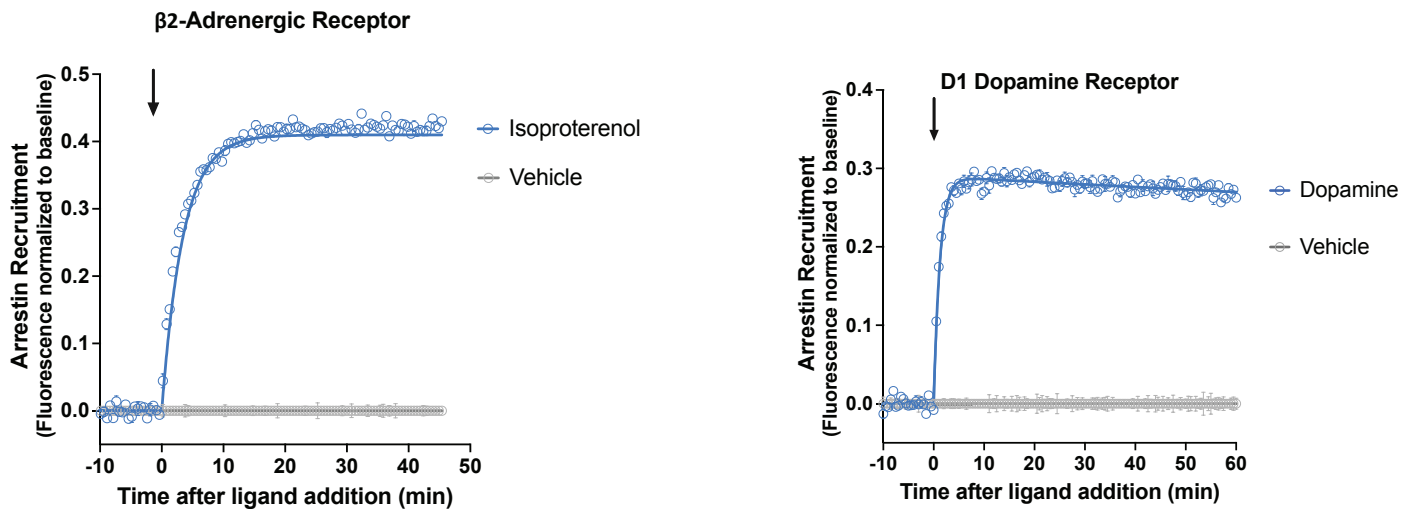 β2-Adrenergic Receptor
Arrestin Recruitment
(Fluorescence normalized to baseline)
0.5
0.4
0.3
0.2
0.1
0.0
-10 0 10 20 30 40 50
Time after ligand addition (min)
Isoproterenol
Vehicle
D1 Dopamine Receptor
Arrestin Recruitment
(Fluorescence normalized to baseline)
0.4
0.3
0.2
0.1
0.0
-10 0 10 20 30 40 50 60
Time after ligand addition (min)
Dopamine
Vehicle